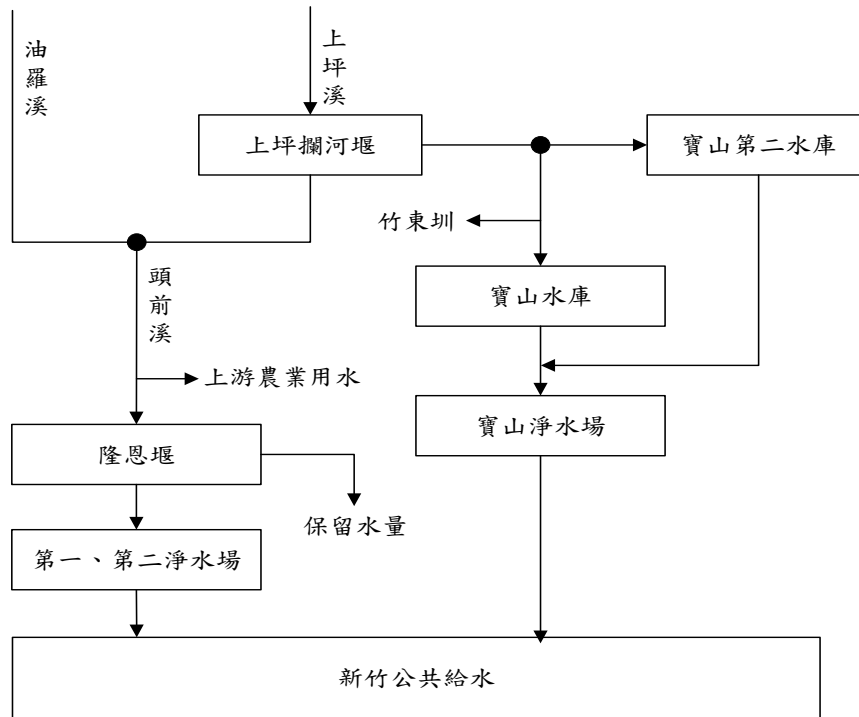 油羅溪
上坪溪
上坪攔河堰
寶山第二水庫
竹東圳
寶山水庫
頭前溪
上游農業用水
寶山淨水場
隆恩堰
保留水量
第一、第二淨水場
新竹公共給水